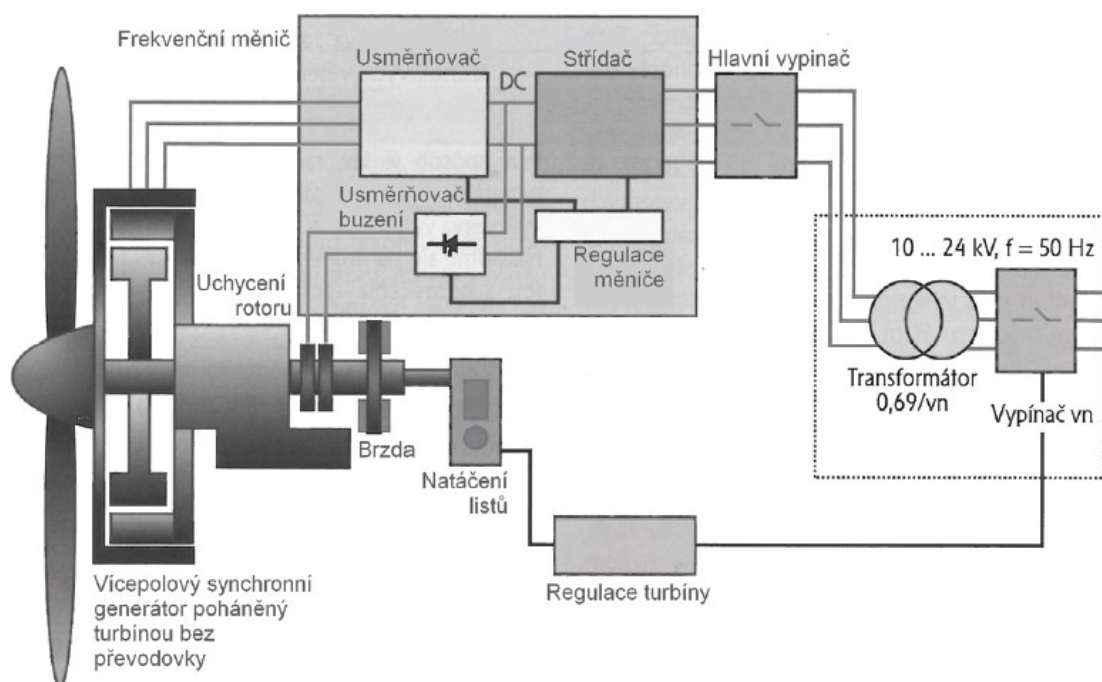 Frekvenční měnič
Usměrňovač
DC
Střídač
Hlavní vypinač
Usměrňovač
buzení
Regulace
měniče
Uchycení
rotoru
10 ... 24 kV, f = 50 Hz
Transformátor
0,69/vn
Vypínač vn
Brzda
Natáčení
listů
Regulace turbíny
Vícepolový synchronní
generátor poháněný
turbínou bez
převodovky